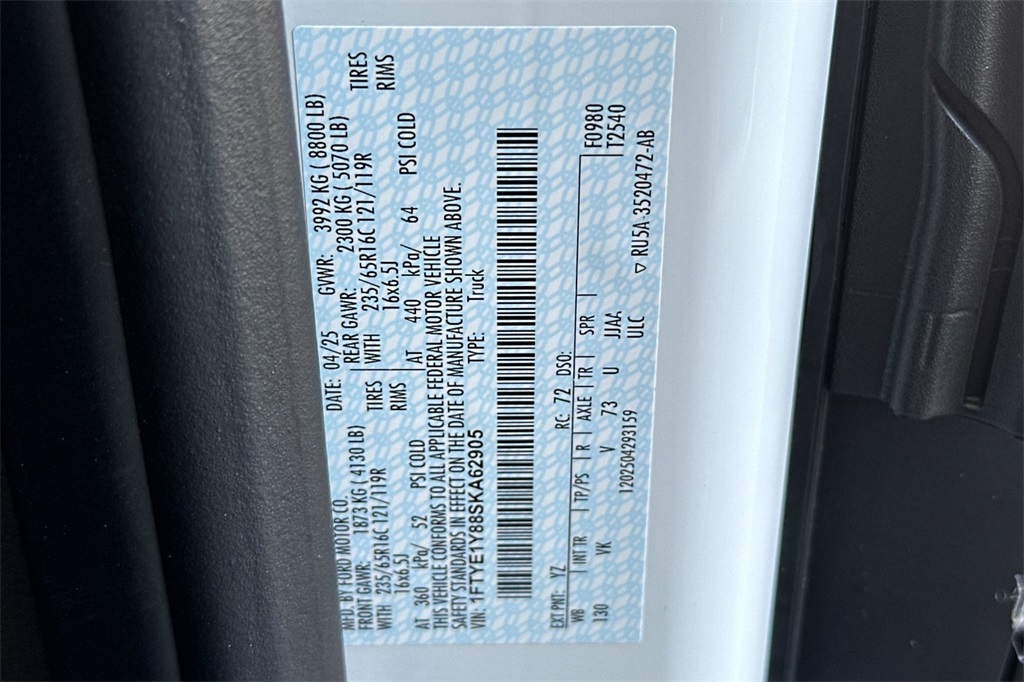 MFD. BY FORD MOTOR CO. DATE: 04/25 GVWR: 3992 KG ( 8800 LB)
FRONT GAWR: 1873 KG ( 4130 LB) REAR GAWR: 2300 KG ( 5070 LB)
WITH 235/65R16C 121/119R TIRES WITH 235/65R16C 121/119R TIRES
16x6.5J RIMS 16x6.5J RIMS
AT 360 kPa/ 52 PSI COLD AT 440 kPa/ 64 PSI COLD
THIS VEHICLE CONFORMS TO ALL APPLICABLE FEDERAL MOTOR VEHICLE
SAFETY STANDARDS IN EFFECT ON THE DATE OF MANUFACTURE SHOWN ABOVE.
VIN: 1FTYE1Y88SKA62905 TYPE: Truck
EXT PNT: YZ RC: 72 DSO: F0980
WB INT TR TP/PS R AXLE TR SPR T2540
130 VK V 73 U JJAA
1202504293159 ULC ▽ RU5A-3520472-AB